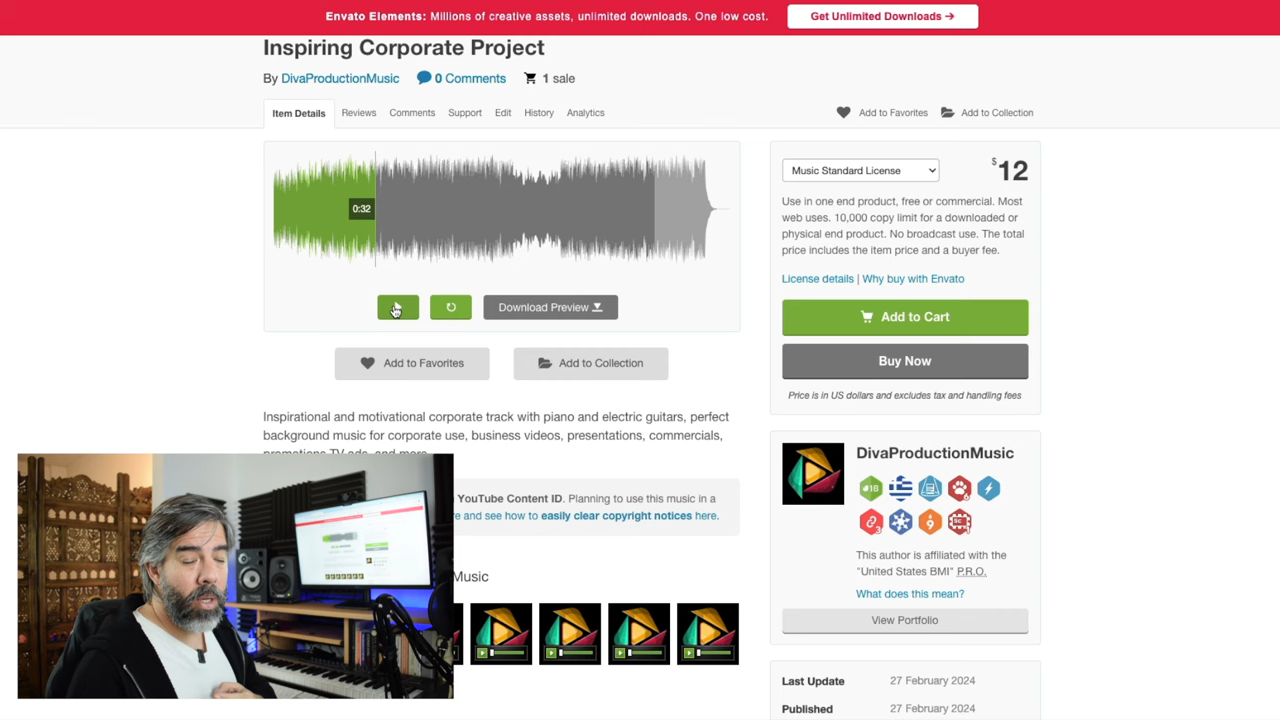 Envato Elements: Millions of creative assets, unlimited downloads. One low cost.
Get Unlimited Downloads →
Inspiring Corporate Project
By DivaProductionMusic 0 Comments 1 sale
Item Details Reviews Comments Support Edit History Analytics
Add to Favorites Add to Collection
0:32
Download Preview
Add to Favorites Add to Collection
Inspirational and motivational corporate track with piano and electric guitars, perfect
background music for corporate use, business videos, presentations, commercials,
promotions TV ads, and more.
YouTube Content ID. Planning to use this music in a
and see how to easily clear copyright notices here.
Music
Music Standard License $12
Use in one end product, free or commercial. Most
web uses. 10,000 copy limit for a downloaded or
physical end product. No broadcast use. The total
price includes the item price and a buyer fee.
License details | Why buy with Envato
Add to Cart
Buy Now
Price is in US dollars and excludes tax and handling fees
DivaProductionMusic
This author is affiliated with the
"United States BMI" P.R.O.
What does this mean?
View Portfolio
Last Update 27 February 2024
Published 27 February 2024